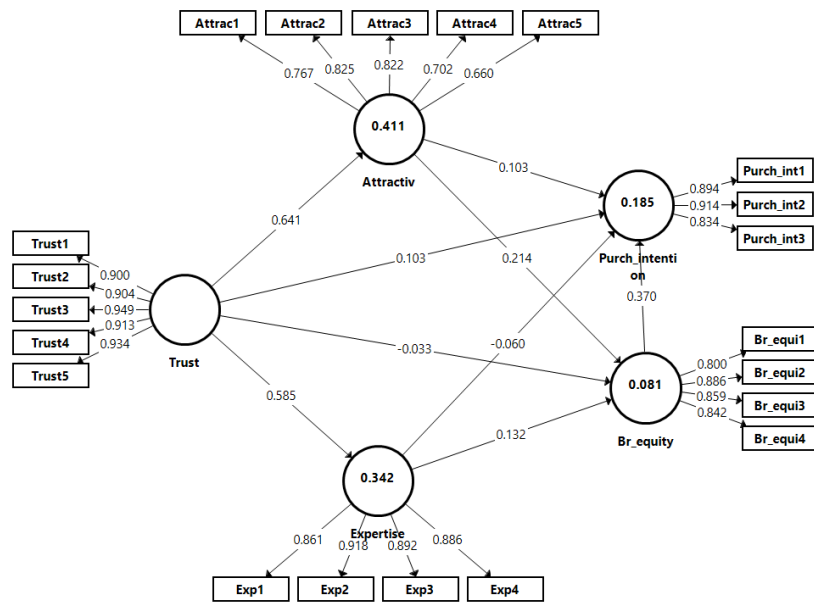 Attrac1 Attrac2 Attrac3 Attrac4 Attrac5
0.767 0.825 0.822 0.702 0.660
0.411
Attractiv
0.103
0.641
Purch_int1
0.894
0.185
Purch_int2
0.914
Purch_int3
0.834
Purch_intenti
on
Trust1
0.900
Trust2
0.904
Trust3
0.949
Trust4
0.913
Trust5
0.934
Trust
0.103
0.214
0.370
-0.033
-0.060
0.585
0.132
Br_equi1
0.800
Br_equi2
0.886
0.081
Br_equi3
0.859
Br_equi4
0.842
Br_equity
0.342
Expertise
0.861 0.918 0.892 0.886
Exp1 Exp2 Exp3 Exp4